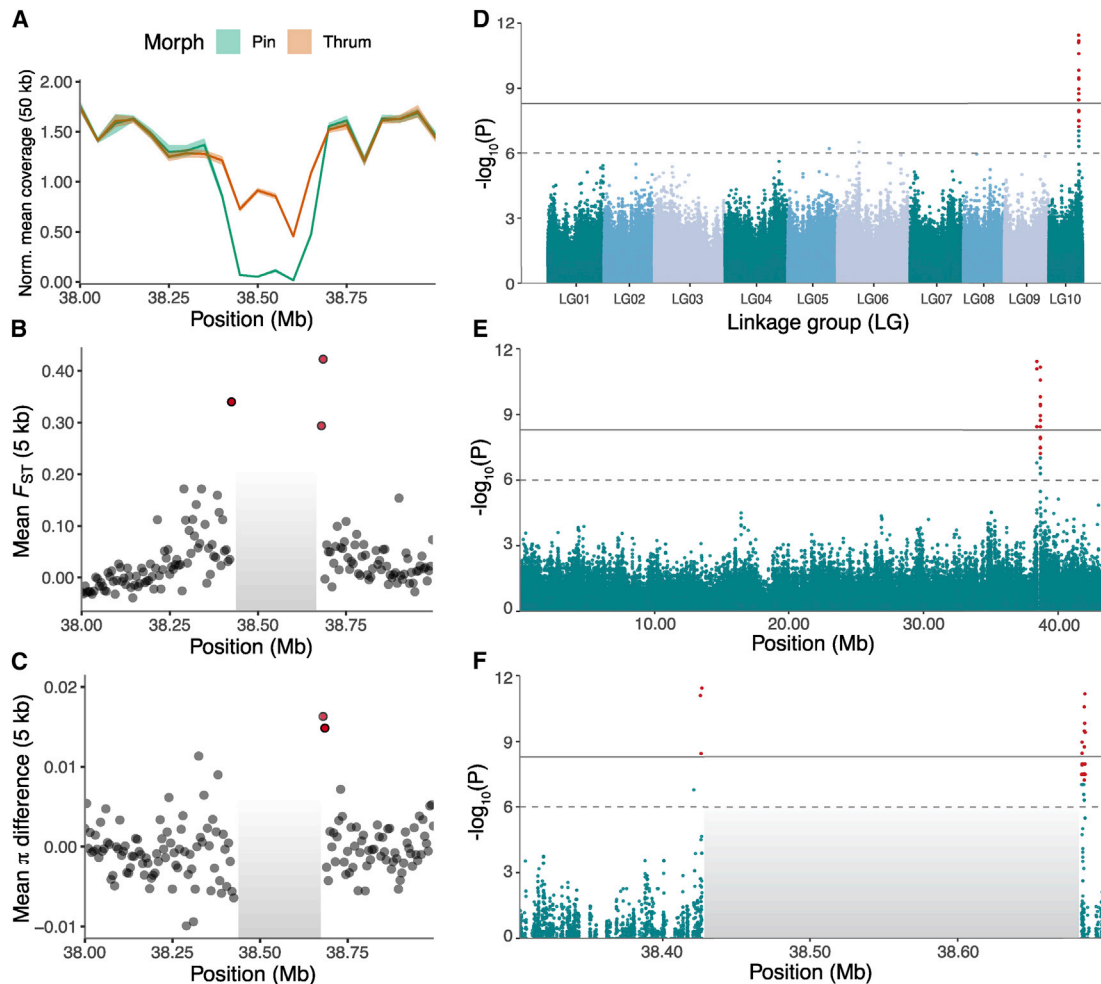 A
Morph Pin Thrum
Norm. mean coverage (50 kb)
2.00
1.50
1.00
0.50
0.00
38.00 38.25 38.50 38.75
Position (Mb)
B
Mean FST (5 kb)
0.40
0.30
0.20
0.10
0.00
38.00 38.25 38.50 38.75
Position (Mb)
C
Mean π difference (5 kb)
0.02
0.01
0.00
−0.01
38.00 38.25 38.50 38.75
Position (Mb)
D
-log10(P)
12
9
6
3
0
LG01 LG02 LG03 LG04 LG05 LG06 LG07 LG08 LG09 LG10
Linkage group (LG)
E
-log10(P)
12
9
6
3
0
10.00 20.00 30.00 40.00
Position (Mb)
F
-log10(P)
12
9
6
3
0
38.40 38.50 38.60
Position (Mb)